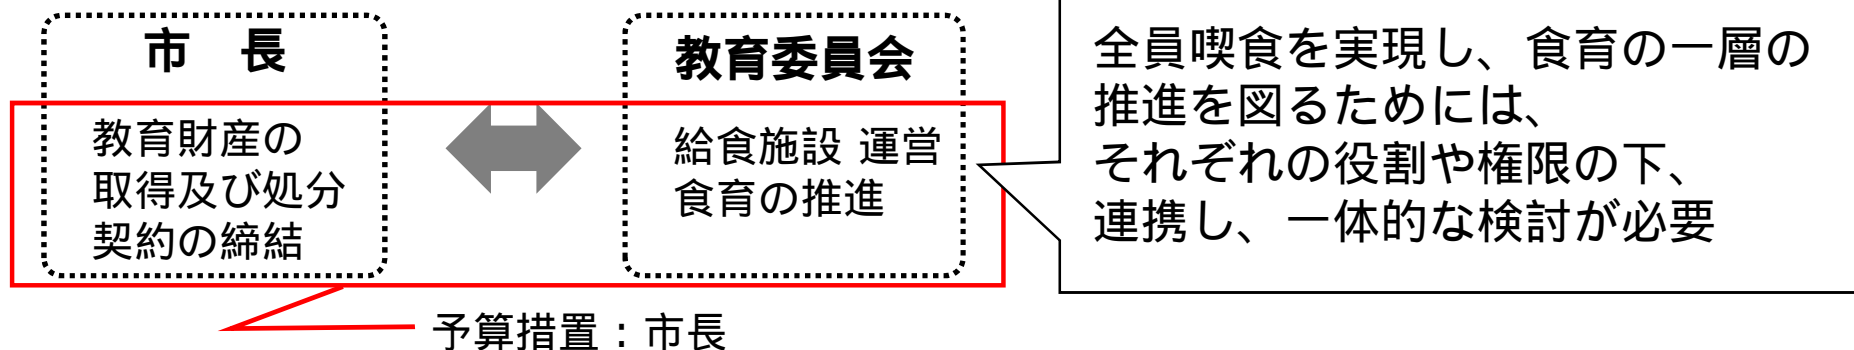 市　長
教育財産の
取得及び処分
契約の締結
教育委員会
給食施設 運営
食育の推進
全員喫食を実現し、食育の一層の
推進を図るためには、
それぞれの役割や権限の下、
連携し、一体的な検討が必要
予算措置：市長